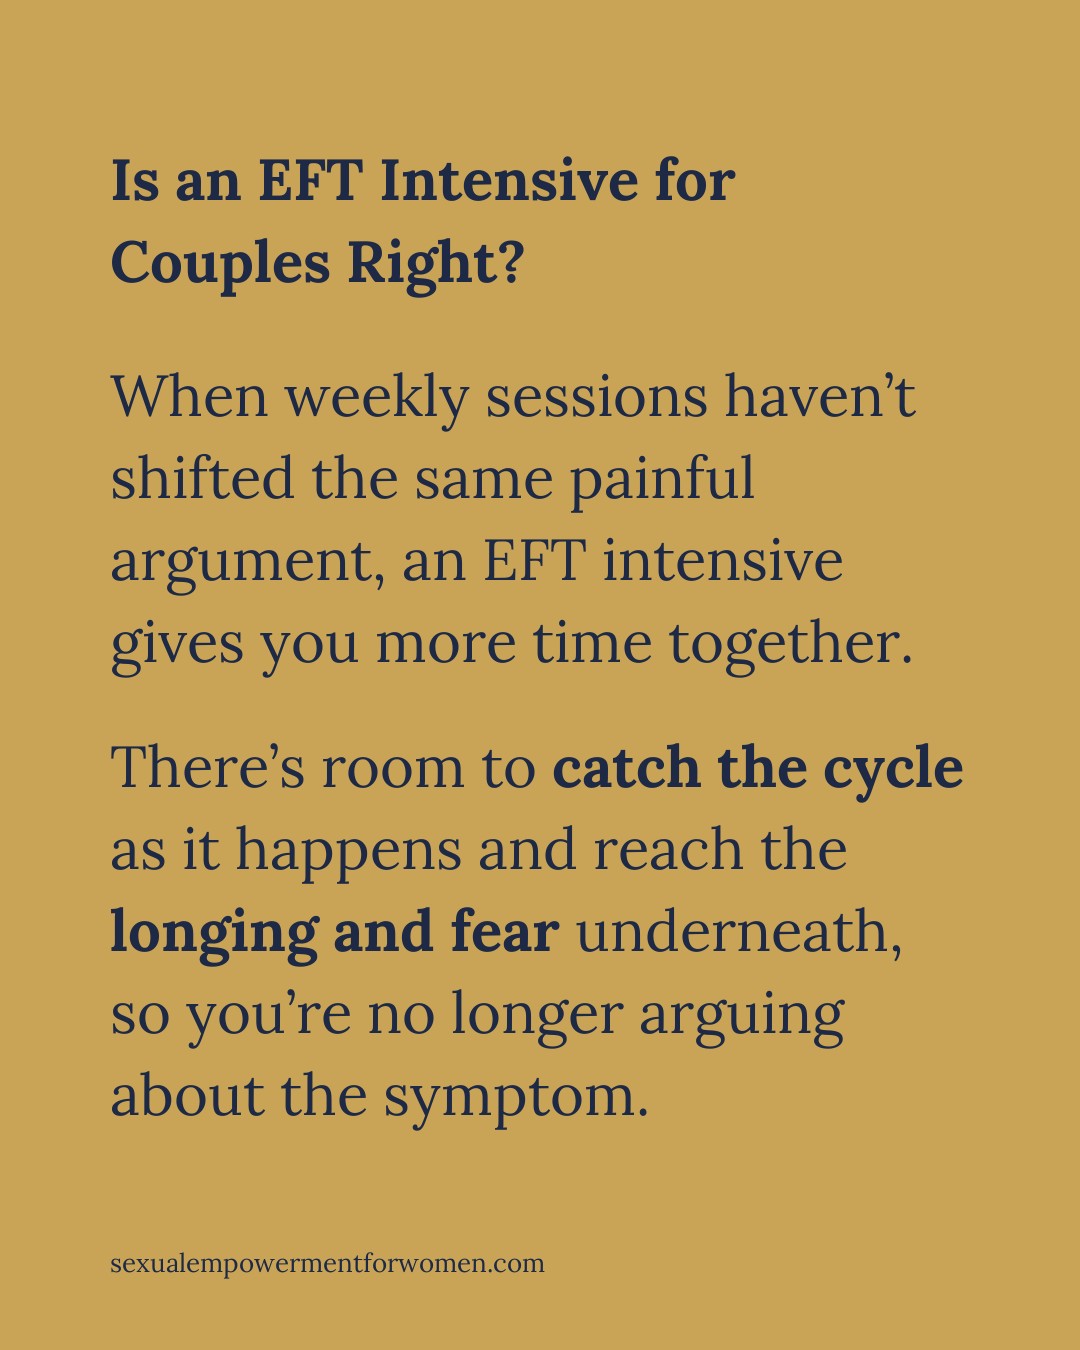 Is an EFT Intensive for
Couples Right?
When weekly sessions haven’t
shifted the same painful
argument, an EFT intensive
gives you more time together.
There’s room to catch the cycle
as it happens and reach the
longing and fear underneath,
so you’re no longer arguing
about the symptom.
sexualempowermentforwomen.com